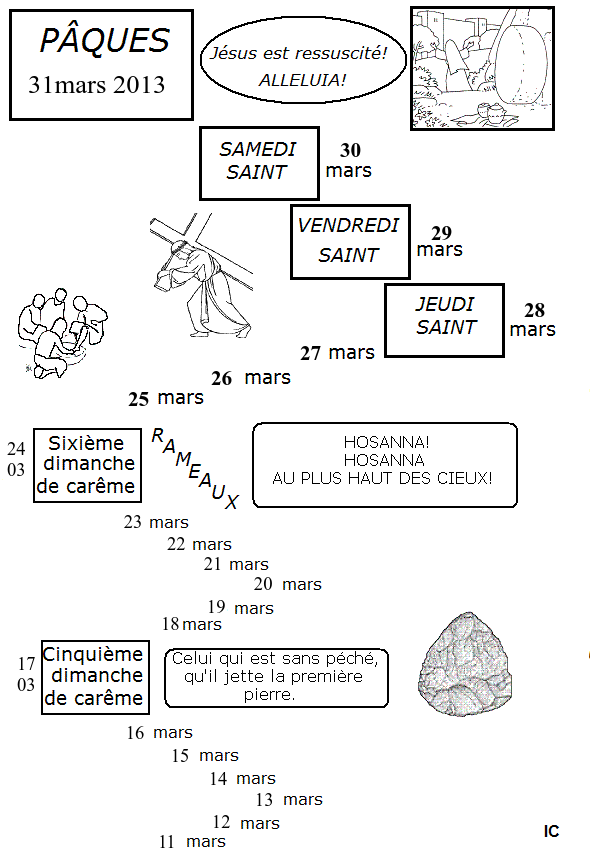 PÂQUES
31mars 2013
Jésus est ressuscité!
ALLELUIA!
SAMEDI
SAINT
30
mars
VENDREDI
SAINT
29
mars
JEUDI
SAINT
28
mars
27 mars
26 mars
25 mars
24
03
Sixième
dimanche
de carême
RAMEAUX
HOSANNA!
HOSANNA
AU PLUS HAUT DES CIEUX!
23 mars
22 mars
21 mars
20 mars
19 mars
18 mars
17
03
Cinquième
dimanche
de carême
Celui qui est sans péché,
qu'il jette la première
pierre.
16 mars
15 mars
14 mars
13 mars
12 mars
11 mars
IC